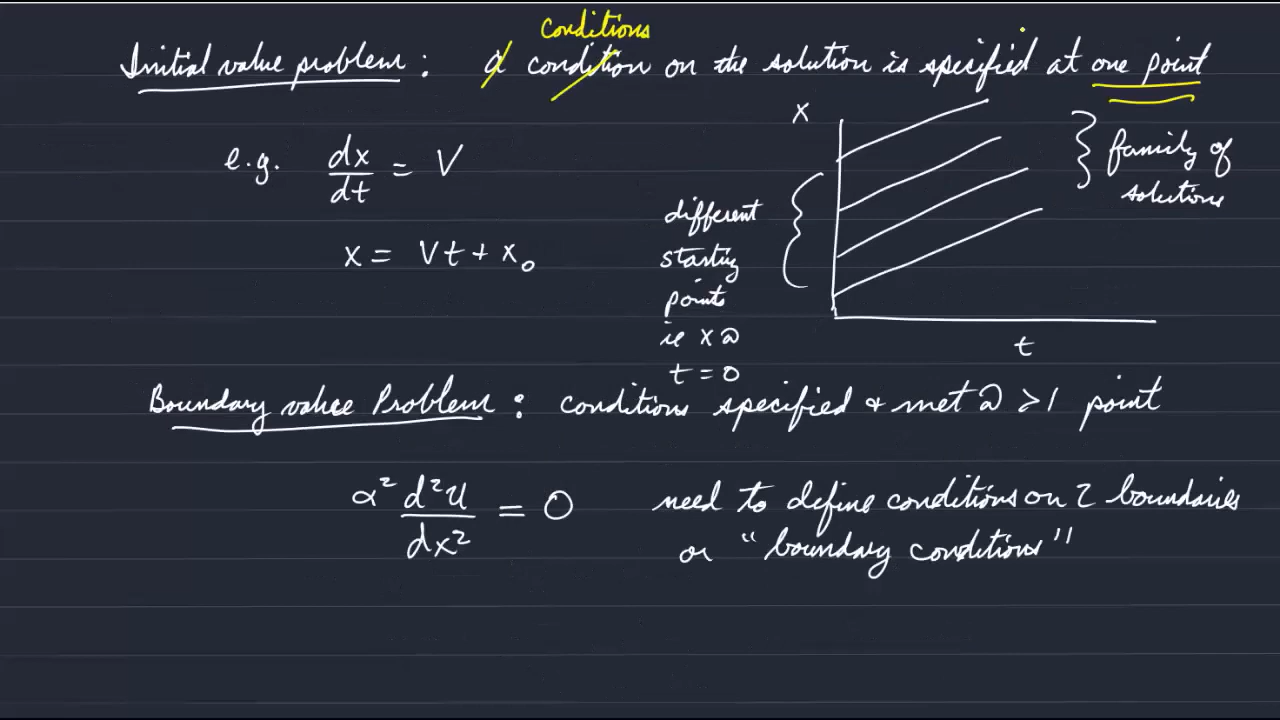 conditions
Initial value problem : a condition on the solution is specified at one point
x
e.g. dx/dt = V
family of
solutions
x = Vt + x₀
different
starting
points
ie x @
t = 0
t
Boundary value Problem : conditions specified & met @ >1 point
α² d²u/dx² = 0
need to define conditions on 2 boundaries
or "boundary conditions"